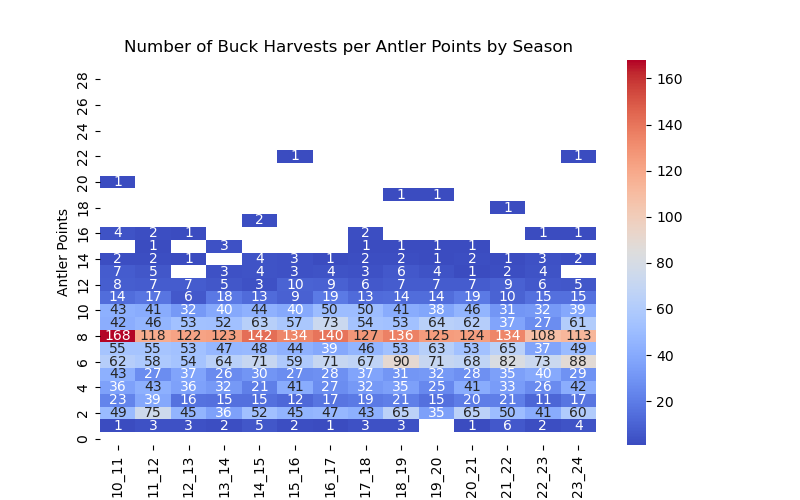 Number of Buck Harvests per Antler Points by Season
Antler Points
28
26
24
22 1 1
20 1
1 1
18 1
2
16 4 2 1 2 1 1
1 3 1 1 1 1
14 2 2 1 4 3 1 2 2 1 2 1 3 2
7 5 3 4 3 4 3 6 4 1 2 4
12 8 7 7 5 3 10 9 6 7 7 7 9 6 5
14 17 6 18 13 9 19 13 14 14 19 10 15 15
10 43 41 32 40 44 40 50 50 41 38 46 31 32 39
42 46 53 52 63 57 73 54 53 64 62 37 27 61
8 168 118 122 123 142 134 140 127 136 125 124 134 108 113
55 55 53 47 48 44 39 46 53 63 53 65 37 49
6 62 58 54 64 71 59 71 67 90 71 68 82 73 88
43 27 37 26 30 27 28 37 31 32 28 35 40 29
4 36 43 36 32 21 41 27 32 35 25 41 33 26 42
23 39 16 15 15 12 17 19 21 15 20 21 11 17
2 49 75 45 36 52 45 47 43 65 35 65 50 41 60
1 3 3 2 5 2 1 3 3 1 6 2 4
0
10_11 11_12 12_13 13_14 14_15 15_16 16_17 17_18 18_19 19_20 20_21 21_22 22_23 23_24
160
140
120
100
80
60
40
20